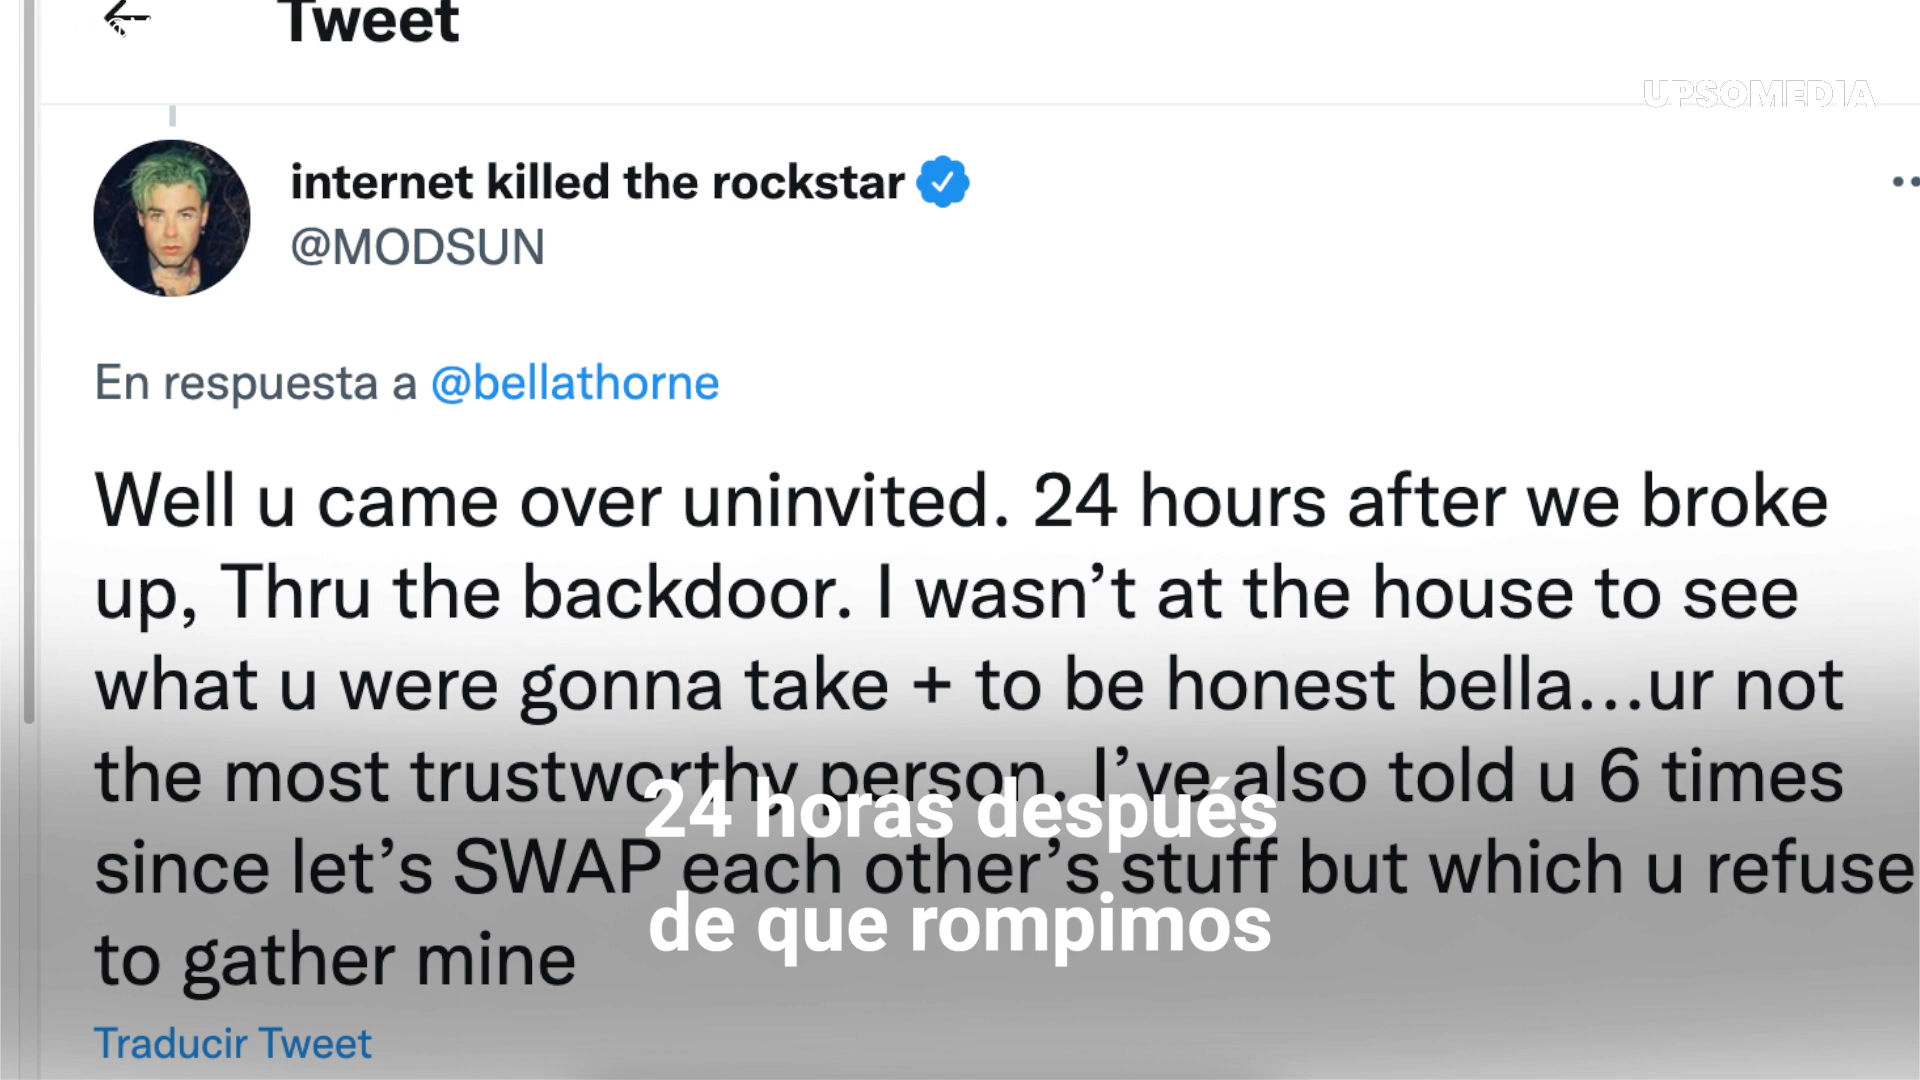 Tweet
UPSOMEDIA
internet killed the rockstar
@MODSUN
En respuesta a @bellathorne
Well u came over uninvited. 24 hours after we broke
up, Thru the backdoor. I wasn’t at the house to see
what u were gonna take + to be honest bella...ur not
the most trustworthy person. I’ve also told u 6 times
since let’s SWAP each other’s stuff but which u refuse
to gather mine
24 horas después
de que rompimos
Traducir Tweet